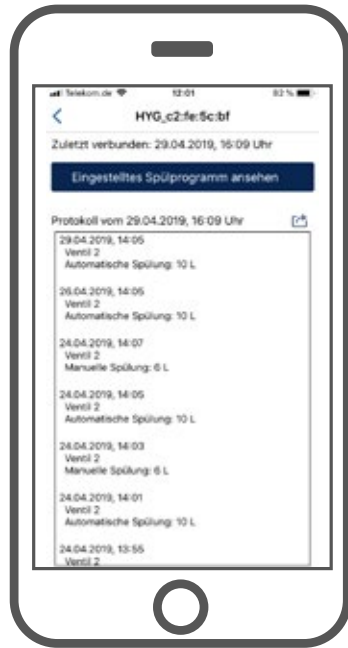 Telekom.de 12:01 82 %
HYG_c2:fe:5c:bf
Zuletzt verbunden: 29.04.2019, 16:09 Uhr
Eingestelltes Spülprogramm ansehen
Protokoll vom 29.04.2019, 16:09 Uhr
29.04.2019, 14:05
Ventil 2
Automatische Spülung: 10 L
26.04.2019, 14:05
Ventil 2
Automatische Spülung: 10 L
24.04.2019, 14:07
Ventil 2
Manuelle Spülung: 6 L
24.04.2019, 14:05
Ventil 2
Automatische Spülung: 10 L
24.04.2019, 14:03
Ventil 2
Manuelle Spülung: 6 L
24.04.2019, 14:01
Ventil 2
Automatische Spülung: 10 L
24.04.2019, 13:55
Ventil 2